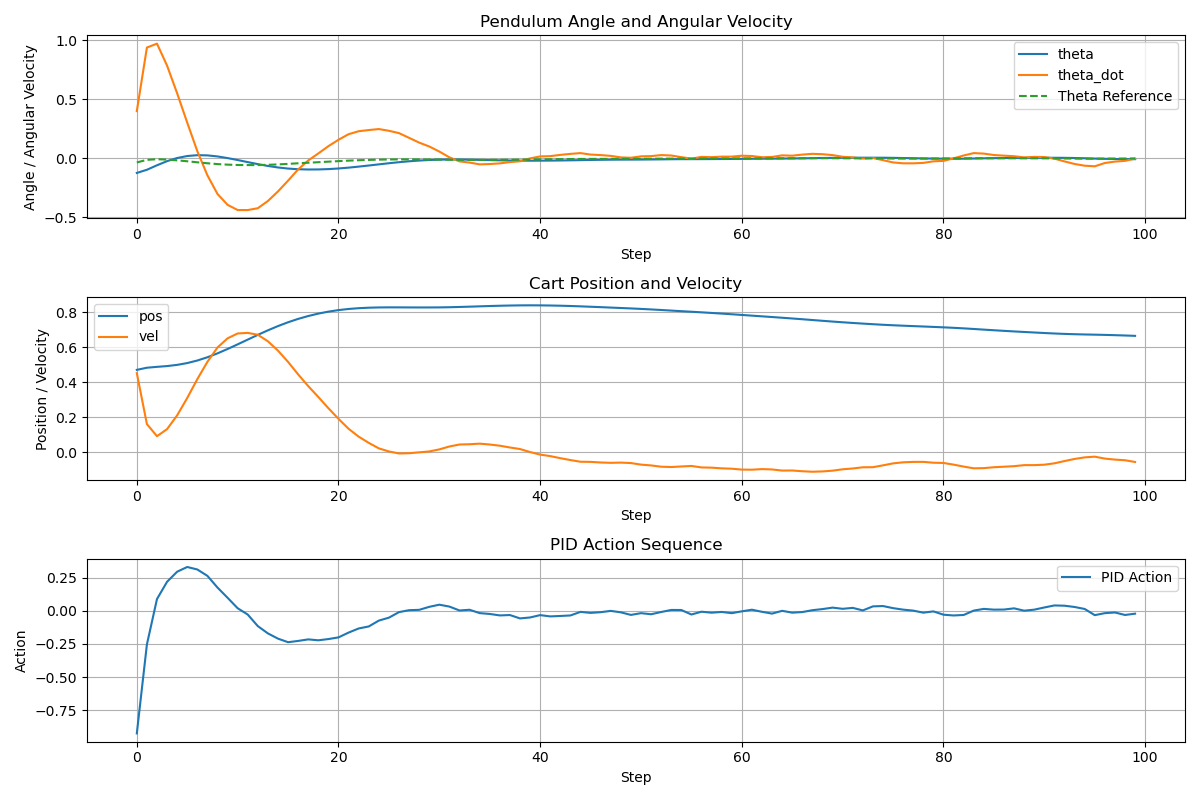 Pendulum Angle and Angular Velocity
Angle / Angular Velocity
1.0
0.5
0.0
−0.5
theta
theta_dot
Theta Reference
0 20 40 60 80 100
Step
Cart Position and Velocity
Position / Velocity
0.8
0.6
0.4
0.2
0.0
pos
vel
0 20 40 60 80 100
Step
PID Action Sequence
Action
0.25
0.00
−0.25
−0.50
−0.75
PID Action
0 20 40 60 80 100
Step